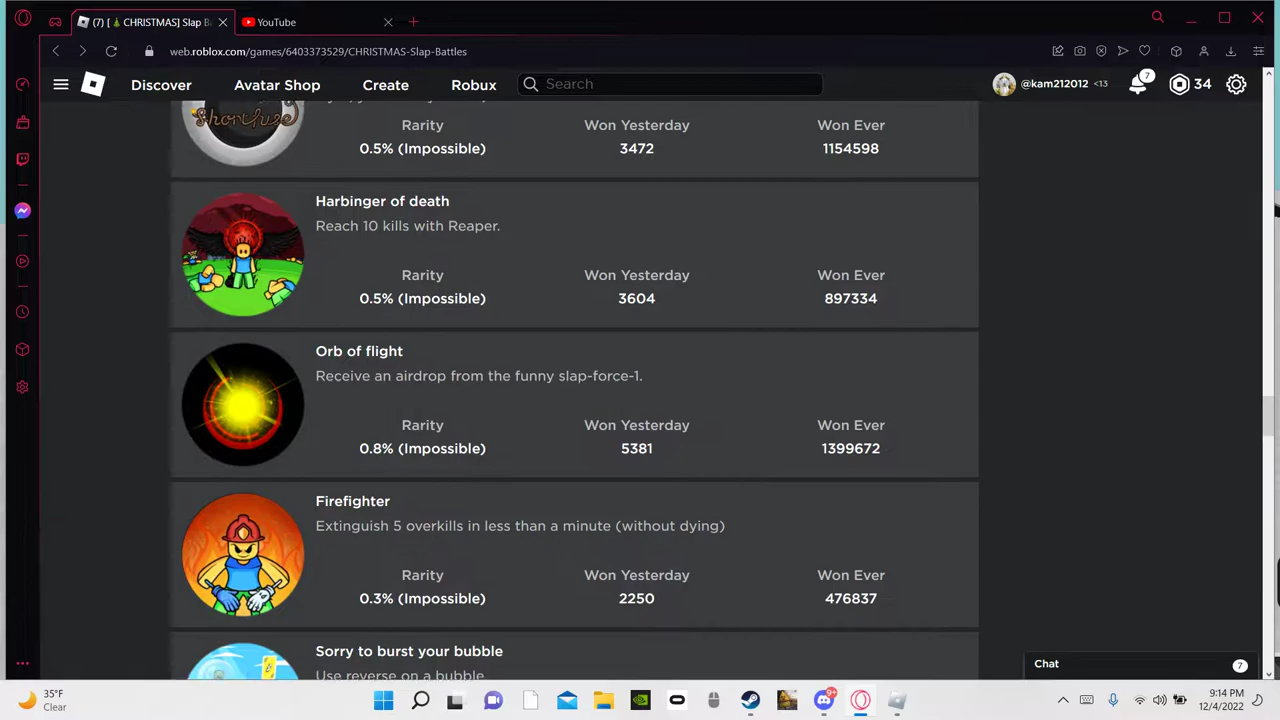 (7) [🎄CHRISTMAS] Slap B
YouTube
web.roblox.com/games/6403373529/CHRISTMAS-Slap-Battles
Discover
Avatar Shop
Create
Robux
Search
@kam212012
<13
7
34
Shortfuse
Rarity
Won Yesterday
Won Ever
0.5% (Impossible)
3472
1154598
Harbinger of death
Reach 10 kills with Reaper.
Rarity
Won Yesterday
Won Ever
0.5% (Impossible)
3604
897334
Orb of flight
Receive an airdrop from the funny slap-force-1.
Rarity
Won Yesterday
Won Ever
0.8% (Impossible)
5381
1399672
Firefighter
Extinguish 5 overkills in less than a minute (without dying)
Rarity
Won Yesterday
Won Ever
0.3% (Impossible)
2250
476837
Sorry to burst your bubble
Use reverse on a bubble
Chat
7
35°F
Clear
9+
9:14 PM
12/4/2022